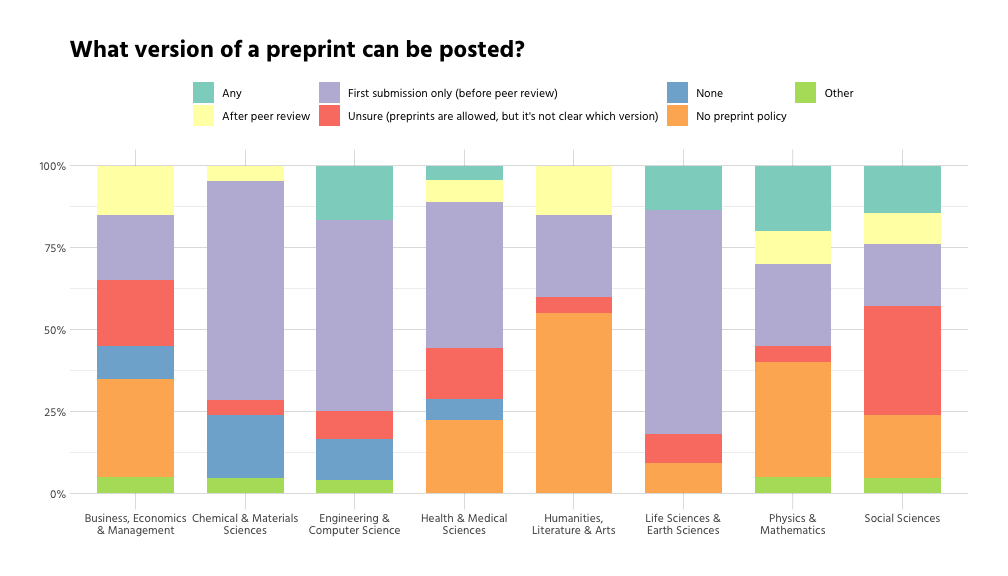 What version of a preprint can be posted?
Any
First submission only (before peer review)
None
Other
After peer review
Unsure (preprints are allowed, but it's not clear which version)
No preprint policy
100%
75%
50%
25%
0%
Business, Economics
& Management
Chemical & Materials
Sciences
Engineering &
Computer Science
Health & Medical
Sciences
Humanities,
Literature & Arts
Life Sciences &
Earth Sciences
Physics &
Mathematics
Social Sciences